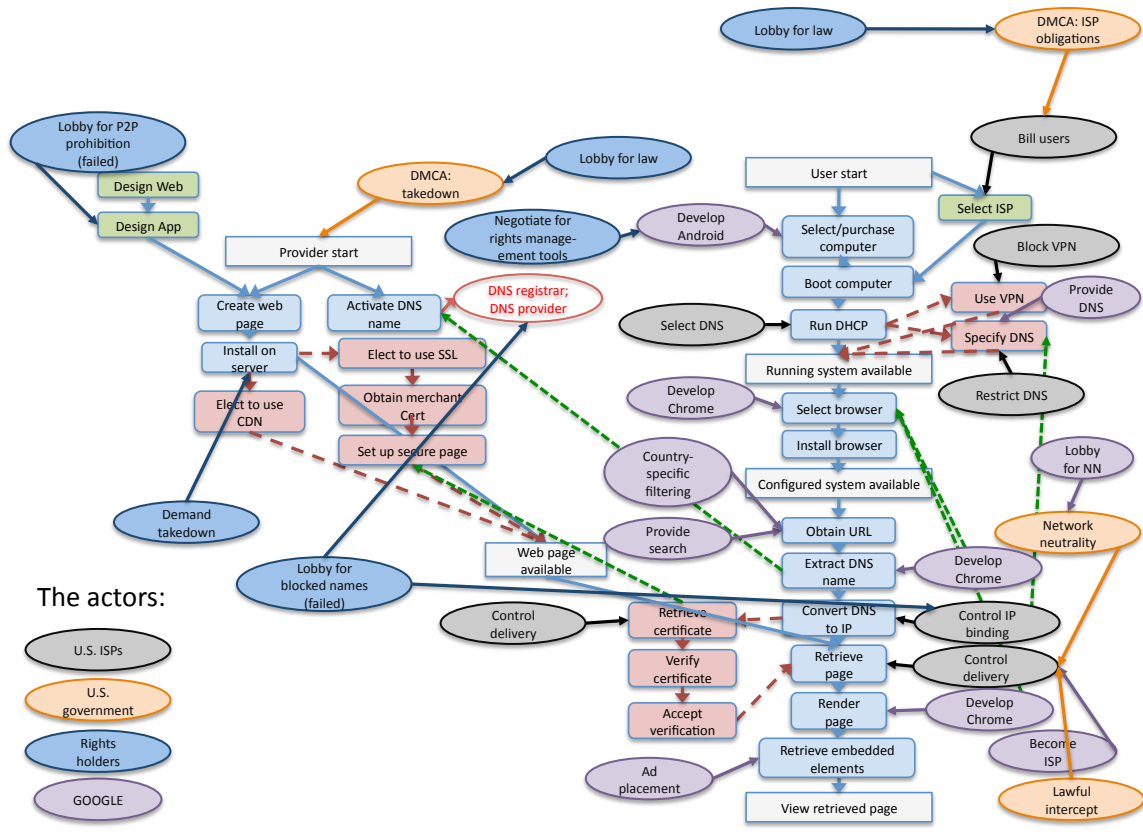 Lobby for law
DMCA: ISP
obligations
Lobby for P2P
prohibition
(failed)
Bill users
Lobby for law
DMCA:
takedown
User start
Design Web
Select ISP
Design App
Negotiate for
rights manage-
ment tools
Develop
Android
Select/purchase
computer
Provider start
Block VPN
Boot computer
Create web
page
Activate DNS
name
DNS registrar;
DNS provider
Use VPN
Provide
DNS
Select DNS
Run DHCP
Specify DNS
Install on
server
Elect to use SSL
Running system available
Elect to use
CDN
Obtain merchant
Cert
Develop
Chrome
Select browser
Restrict DNS
Set up secure page
Install browser
Country-
specific
filtering
Configured system available
Lobby
for NN
Demand
takedown
Provide
search
Obtain URL
Network
neutrality
Web page
available
Lobby for
blocked names
(failed)
Extract DNS
name
Develop
Chrome
The actors:
Control
delivery
Retrieve
certificate
Convert DNS
to IP
Control IP
binding
U.S. ISPs
Verify
certificate
Retrieve
page
Control
delivery
U.S.
government
Accept
verification
Render
page
Develop
Chrome
Rights
holders
Retrieve embedded
elements
Become
ISP
Ad
placement
GOOGLE
View retrieved page
Lawful
intercept